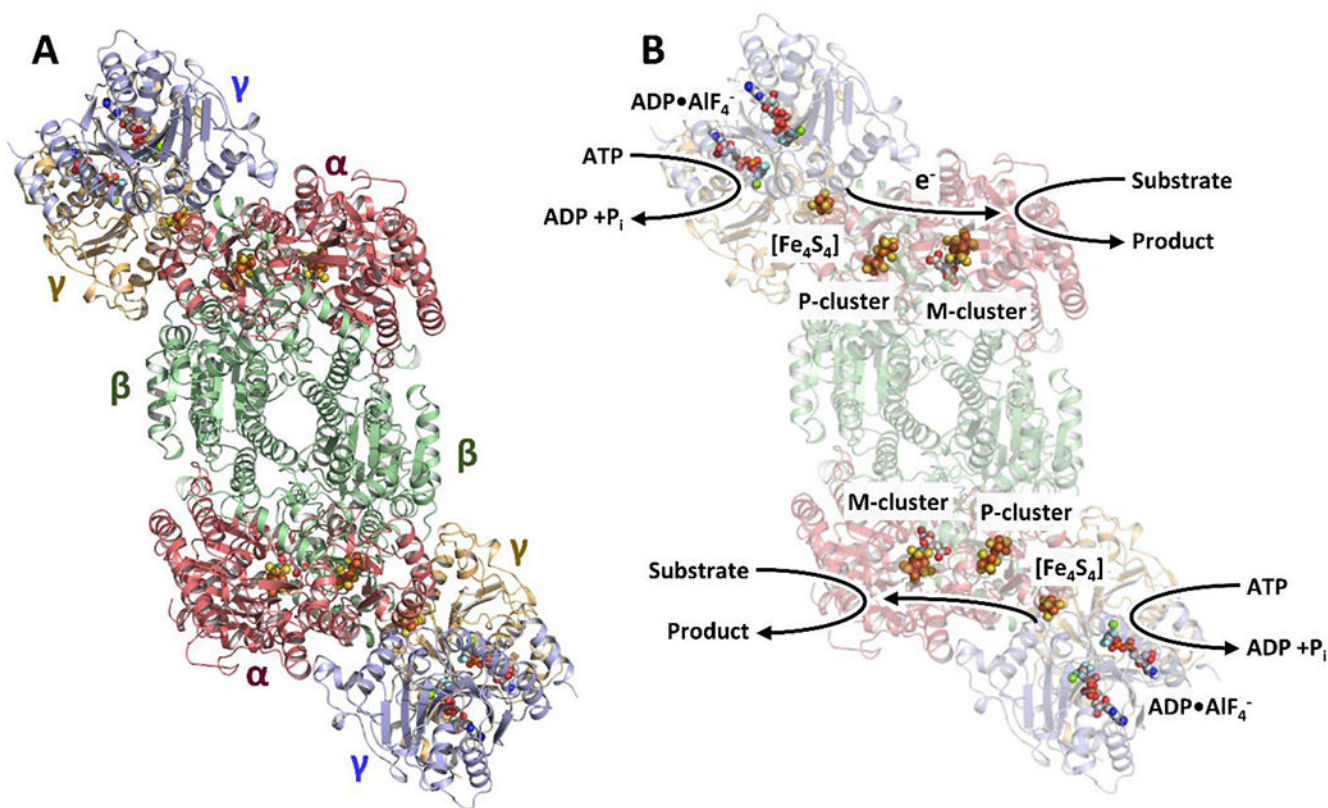 A
γ
α
γ
β
β
γ
α
γ
B
ADP•AlF₄⁻
ATP
ADP +Pᵢ
e⁻
Substrate
Product
[Fe₄S₄]
P-cluster
M-cluster
M-cluster
P-cluster
[Fe₄S₄]
Substrate
Product
ATP
ADP +Pᵢ
ADP•AlF₄⁻